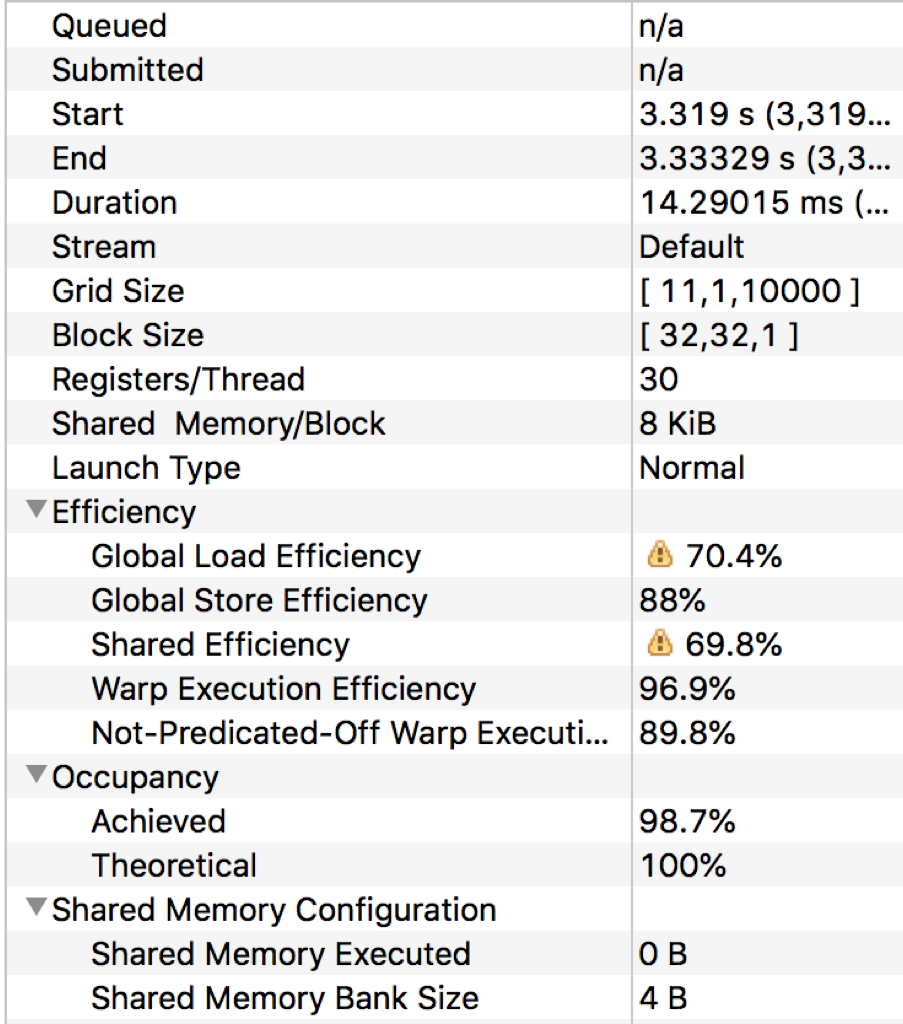 Queued n/a
Submitted n/a
Start 3.319 s (3,319...
End 3.33329 s (3,3...
Duration 14.29015 ms (...
Stream Default
Grid Size [ 11,1,10000 ]
Block Size [ 32,32,1 ]
Registers/Thread 30
Shared Memory/Block 8 KiB
Launch Type Normal
Efficiency
Global Load Efficiency 70.4%
Global Store Efficiency 88%
Shared Efficiency 69.8%
Warp Execution Efficiency 96.9%
Not-Predicated-Off Warp Executi... 89.8%
Occupancy
Achieved 98.7%
Theoretical 100%
Shared Memory Configuration
Shared Memory Executed 0 B
Shared Memory Bank Size 4 B